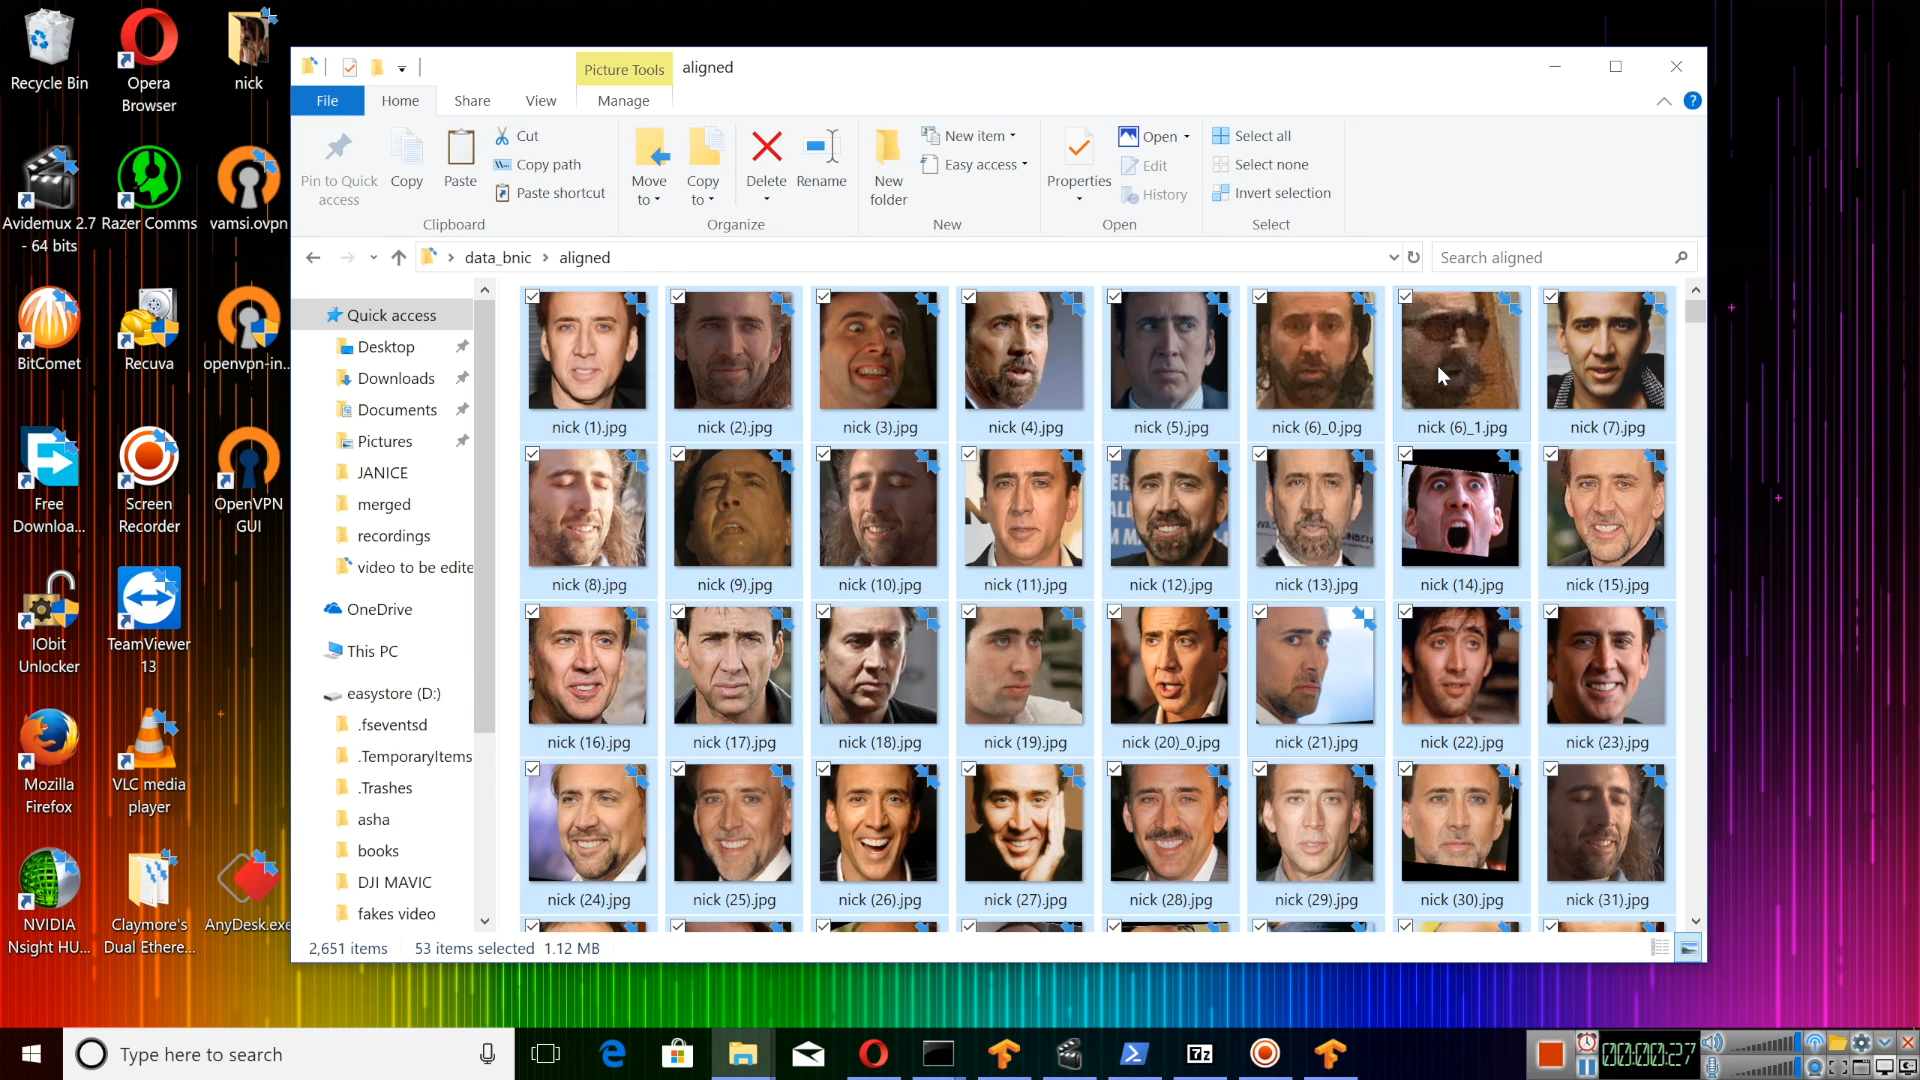 Recycle Bin
Opera
Browser
nick
Avidemux 2.7
- 64 bits
Razer Comms
vamsi.ovpn
BitComet
Recuva
openvpn-in...
Free
Downloa...
Screen
Recorder
OpenVPN
GUI
IObit
Unlocker
TeamViewer
13
Mozilla
Firefox
VLC media
player
NVIDIA
Nsight HU...
Claymore's
Dual Ethere...
AnyDesk.exe
Picture Tools
aligned
File
Home
Share
View
Manage
Pin to Quick
access
Copy
Paste
Cut
Copy path
Paste shortcut
Clipboard
Move
to
Copy
to
Delete
Rename
Organize
New
folder
New item
Easy access
New
Properties
Open
Edit
History
Open
Select all
Select none
Invert selection
Select
data_bnic > aligned
Search aligned
Quick access
Desktop
Downloads
Documents
Pictures
JANICE
merged
recordings
video to be edite
OneDrive
This PC
easystore (D:)
.fseventsd
.TemporaryItems
.Trashes
asha
books
DJI MAVIC
fakes video
nick (1).jpg
nick (2).jpg
nick (3).jpg
nick (4).jpg
nick (5).jpg
nick (6)_0.jpg
nick (6)_1.jpg
nick (7).jpg
nick (8).jpg
nick (9).jpg
nick (10).jpg
nick (11).jpg
nick (12).jpg
nick (13).jpg
nick (14).jpg
nick (15).jpg
nick (16).jpg
nick (17).jpg
nick (18).jpg
nick (19).jpg
nick (20)_0.jpg
nick (21).jpg
nick (22).jpg
nick (23).jpg
nick (24).jpg
nick (25).jpg
nick (26).jpg
nick (27).jpg
nick (28).jpg
nick (29).jpg
nick (30).jpg
nick (31).jpg
2,651 items
53 items selected 1.12 MB
Type here to search
7z
00:00:27